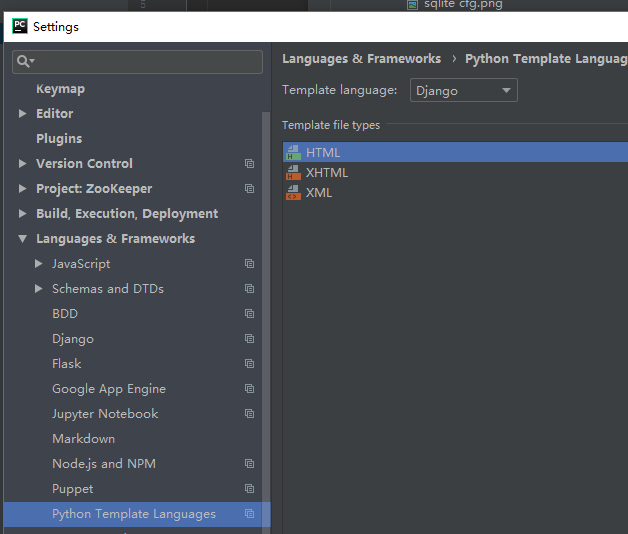 5
sqlite cfg.png
PC Settings
Keymap
Editor
Plugins
Version Control
Project: ZooKeeper
Build, Execution, Deployment
Languages & Frameworks
JavaScript
Schemas and DTDs
BDD
Django
Flask
Google App Engine
Jupyter Notebook
Markdown
Node.js and NPM
Puppet
Python Template Languages
Languages & Frameworks › Python Template Languag
Template language: Django
Template file types
H HTML
H XHTML
<> XML